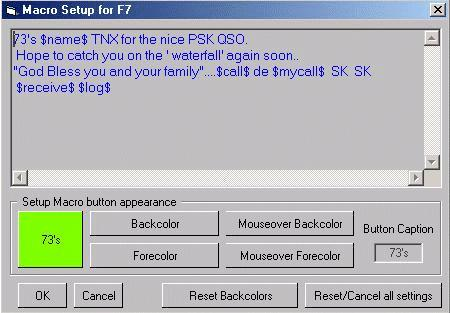 Macro Setup for F7
73's $name$ TNX for the nice PSK QSO.
Hope to catch you on the ' waterfall' again soon..
"God Bless you and your family"....$call$ de $mycall$ SK SK
$receive$ $log$
Setup Macro button appearance
73's
Backcolor
Mouseover Backcolor
Button Caption
Forecolor
Mouseover Forecolor
73's
OK
Cancel
Reset Backcolors
Reset/Cancel all settings